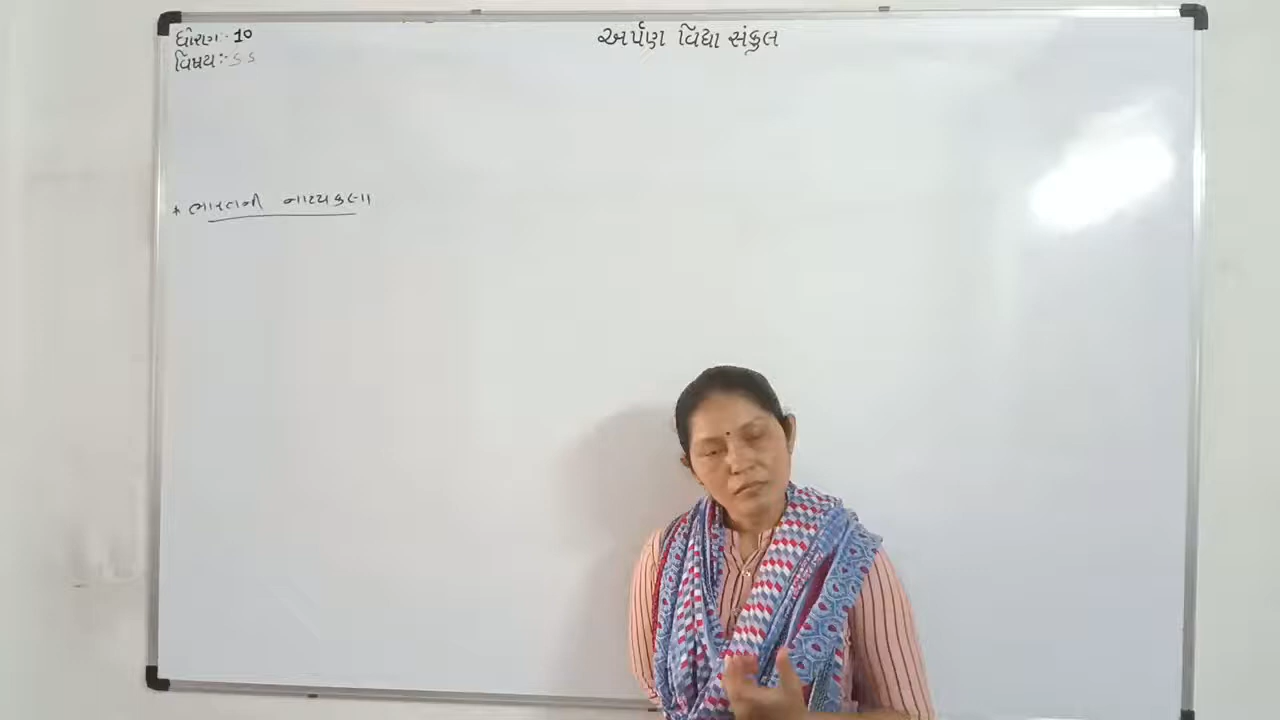 ધોરણ:- 10
અર્પણ વિદ્યા સંકુલ
વિષય:- S.S
* ભારતની નાટ્યકલા